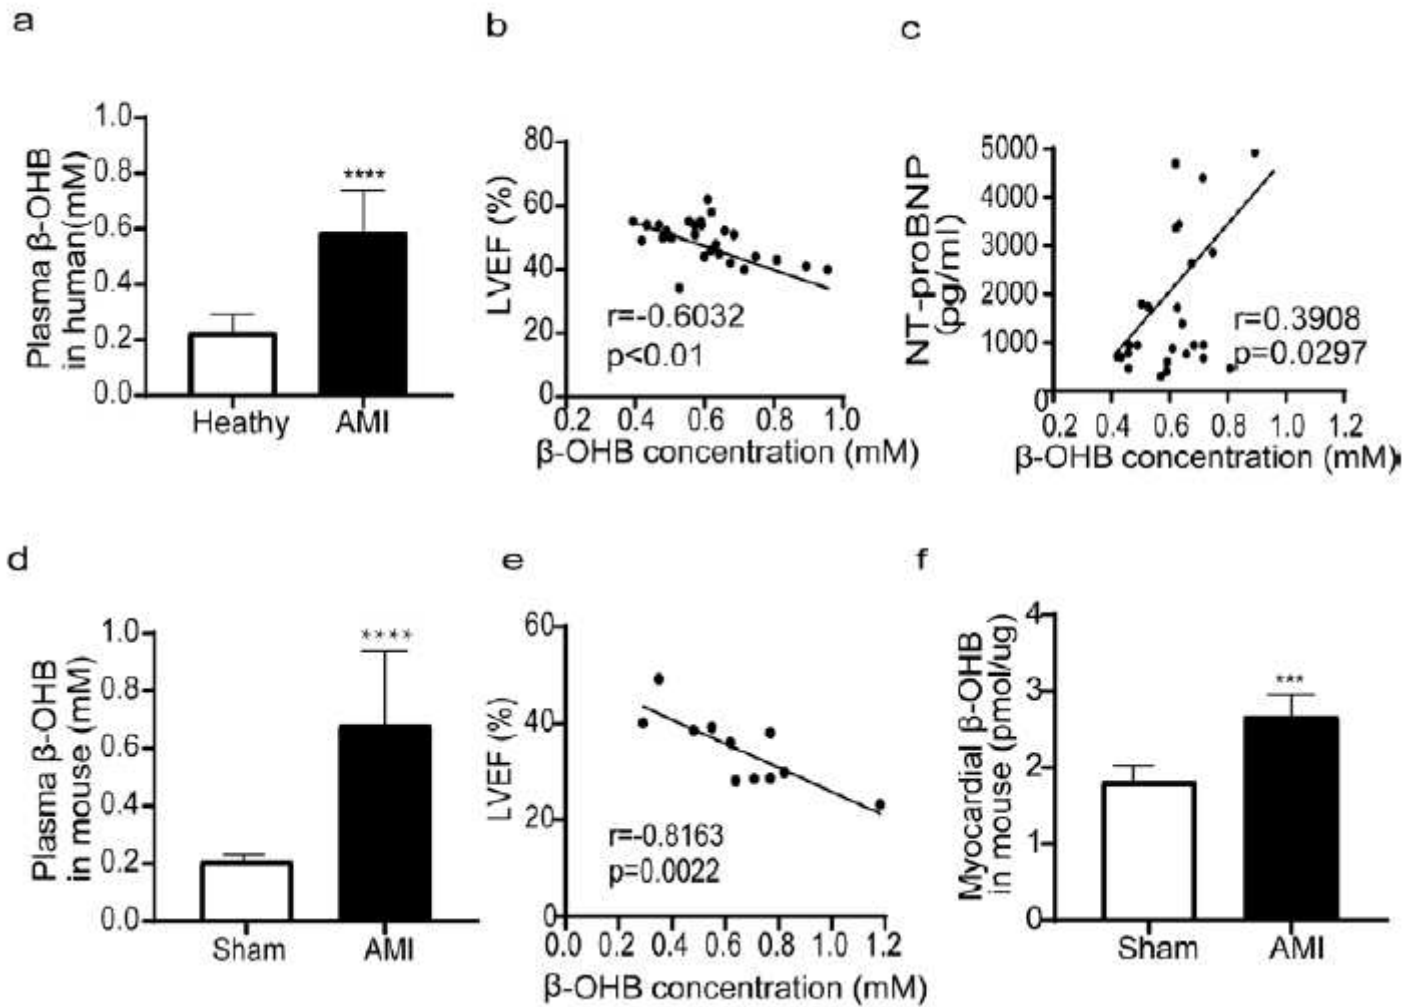 a
Plasma β-OHB
in human(mM)
1.0
0.8
0.6
0.4
0.2
0.0
****
Heathy
AMI
b
LVEF (%)
80
60
40
20
0
r=-0.6032
p<0.01
0.2 0.4 0.6 0.8 1.0
β-OHB concentration (mM)
c
NT-proBNP
(pg/ml)
5000
4000
3000
2000
1000
0
r=0.3908
p=0.0297
0.2 0.4 0.6 0.8 1.0 1.2
β-OHB concentration (mM)
d
Plasma β-OHB
in mouse (mM)
1.0
0.8
0.6
0.4
0.2
0.0
****
Sham
AMI
e
LVEF (%)
60
40
20
0
r=-0.8163
p=0.0022
0.0 0.2 0.4 0.6 0.8 1.0 1.2
β-OHB concentration (mM)
f
Myocardial β-OHB
in mouse (pmol/ug)
4
3
2
1
0
***
Sham
AMI